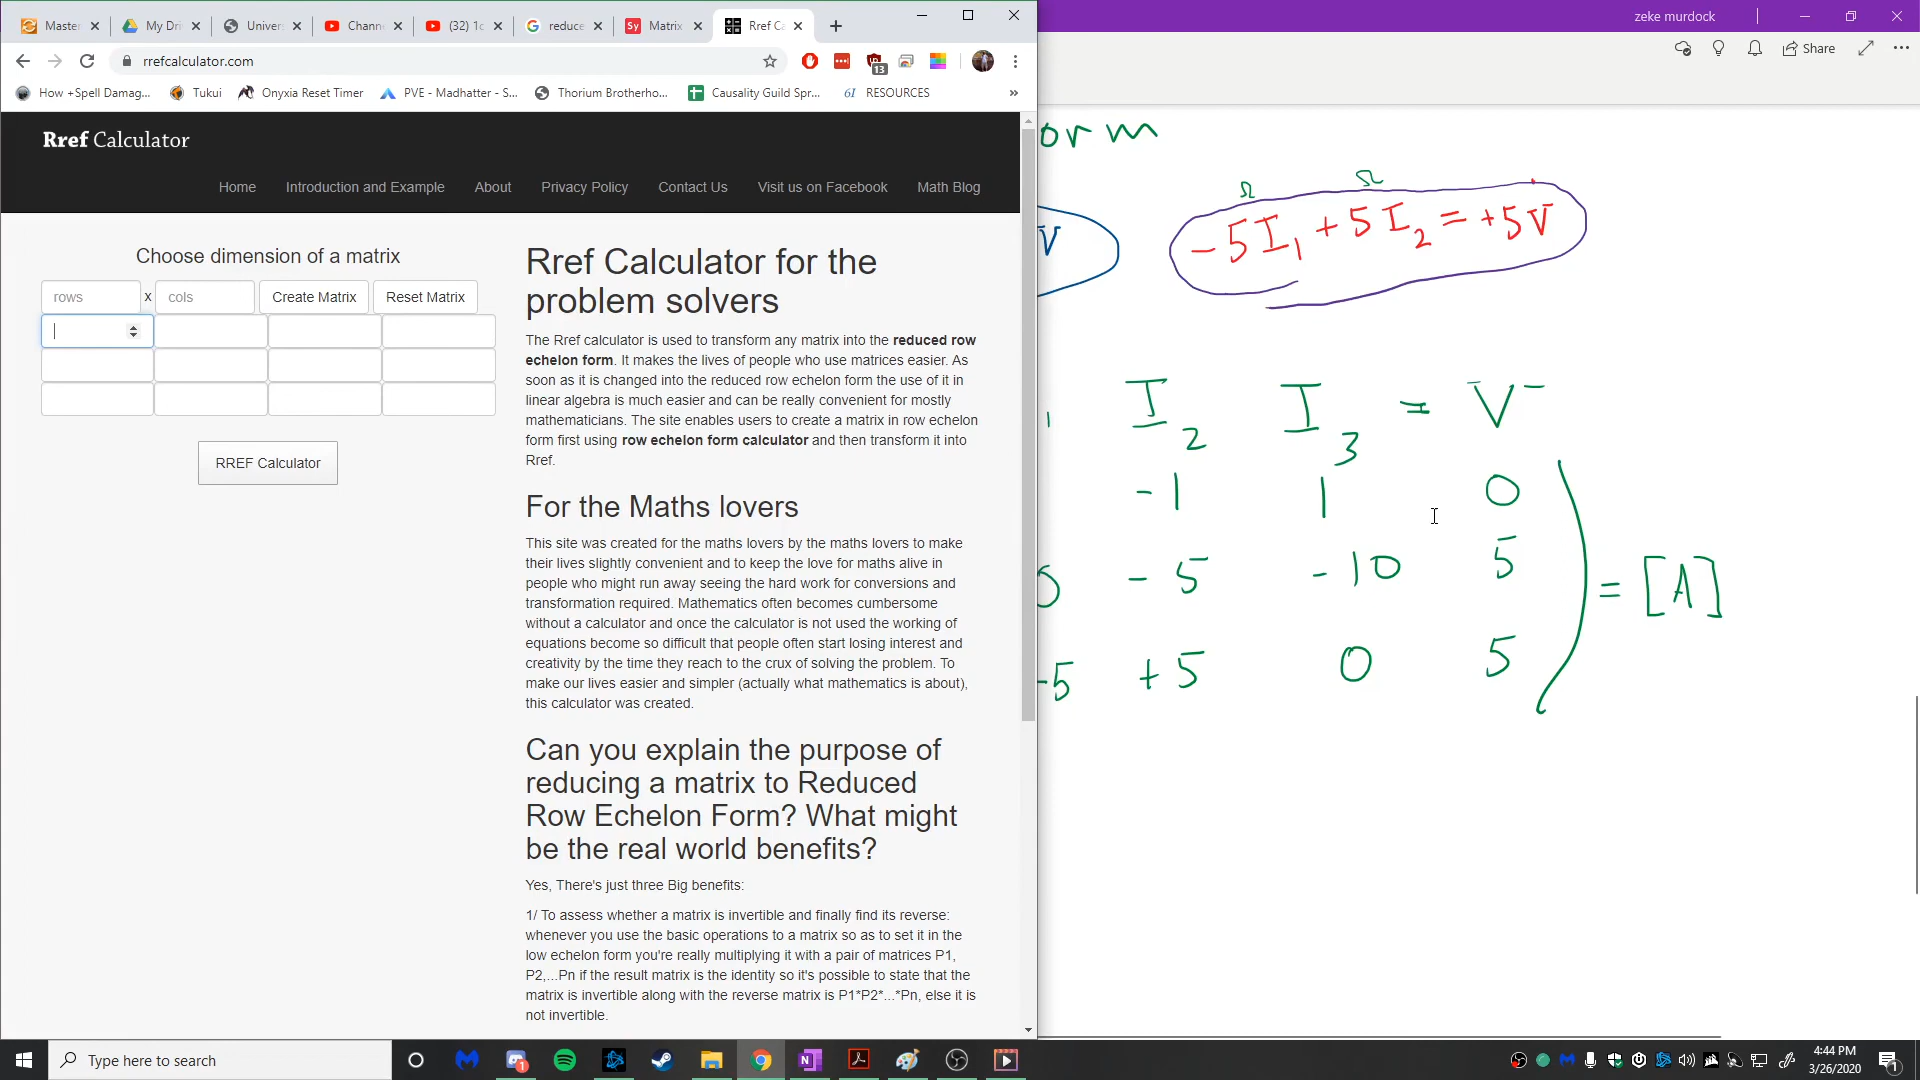 Master
My Dri
Univer
Chann
(32) 1c
reduce
Matrix
Rref Ca
zeke murdock
rrefcalculator.com
13
Share
How +Spell Damag...
Tukui
Onyxia Reset Timer
PVE - Madhatter - S...
Thorium Brotherho...
Causality Guild Spr...
6I RESOURCES
»
Rref Calculator
Home
Introduction and Example
About
Privacy Policy
Contact Us
Visit us on Facebook
Math Blog
Choose dimension of a matrix
rows x cols Create Matrix Reset Matrix
RREF Calculator
Rref Calculator for the
problem solvers
The Rref calculator is used to transform any matrix into the reduced row
echelon form. It makes the lives of people who use matrices easier. As
soon as it is changed into the reduced row echelon form the use of it in
linear algebra is much easier and can be really convenient for mostly
mathematicians. The site enables users to create a matrix in row echelon
form first using row echelon form calculator and then transform it into
Rref.
For the Maths lovers
This site was created for the maths lovers by the maths lovers to make
their lives slightly convenient and to keep the love for maths alive in
people who might run away seeing the hard work for conversions and
transformation required. Mathematics often becomes cumbersome
without a calculator and once the calculator is not used the working of
equations become so difficult that people often start losing interest and
creativity by the time they reach to the crux of solving the problem. To
make our lives easier and simpler (actually what mathematics is about),
this calculator was created.
Can you explain the purpose of
reducing a matrix to Reduced
Row Echelon Form? What might
be the real world benefits?
Yes, There's just three Big benefits:
1/ To assess whether a matrix is invertible and finally find its reverse:
whenever you use the basic operations to a matrix so as to set it in the
low echelon form you're really multiplying it with a pair of matrices P1,
P2,...Pn if the result matrix is the identity so it's possible to state that the
matrix is invertible along with the reverse matrix is P1*P2*...*Pn, else it is
not invertible.
orm
Ω Ω
V
-5I₁ + 5I₂ = +5V
I₂ I₃ = V
-1 1 0
0 -5 -10 5 = [A]
-5 +5 0 5
Type here to search
4:44 PM
3/26/2020
1